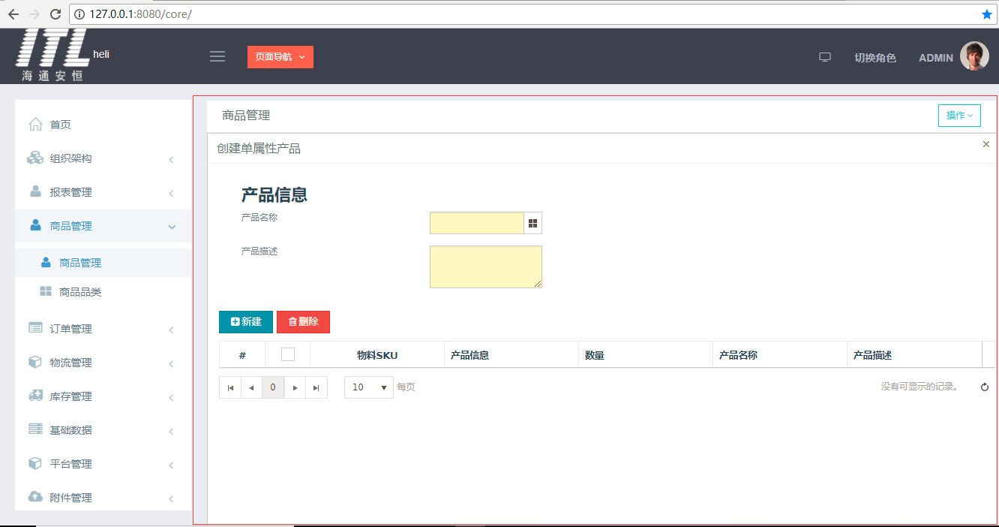 127.0.0.1:8080/core/
ITL heli
海通安恒
页面导航
切换角色
ADMIN
首页
组织架构
报表管理
商品管理
商品管理
商品品类
订单管理
物流管理
库存管理
基础数据
平台管理
附件管理
商品管理
操作
创建单属性产品
产品信息
产品名称
产品描述
新建 删除
# 物料SKU 产品信息 数量 产品名称 产品描述
0 10 每页 没有可显示的记录。